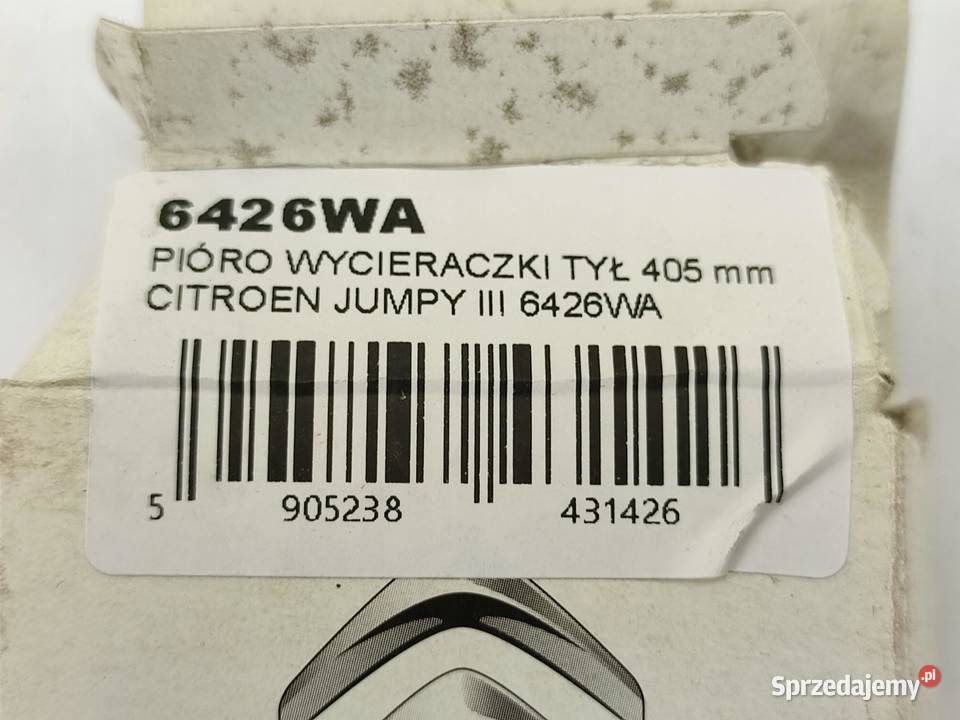 6426WA
PIÓRO WYCIERACZKI TYŁ 405 mm
CITROEN JUMPY III 6426WA
5 905238 431426
Sprzedajemy.pl